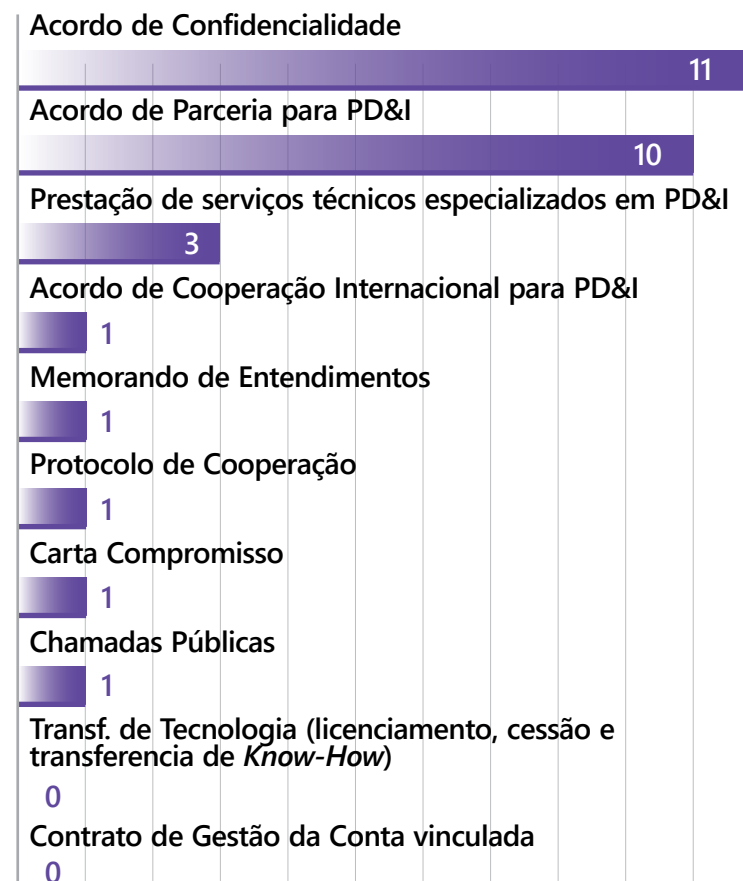 Acordo de Confidencialidade
11
Acordo de Parceria para PD&I
10
Prestação de serviços técnicos especializados em PD&I
3
Acordo de Cooperação Internacional para PD&I
1
Memorando de Entendimentos
1
Protocolo de Cooperação
1
Carta Compromisso
1
Chamadas Públicas
1
Transf. de Tecnologia (licenciamento, cessão e
transferencia de Know-How)
0
Contrato de Gestão da Conta vinculada
0